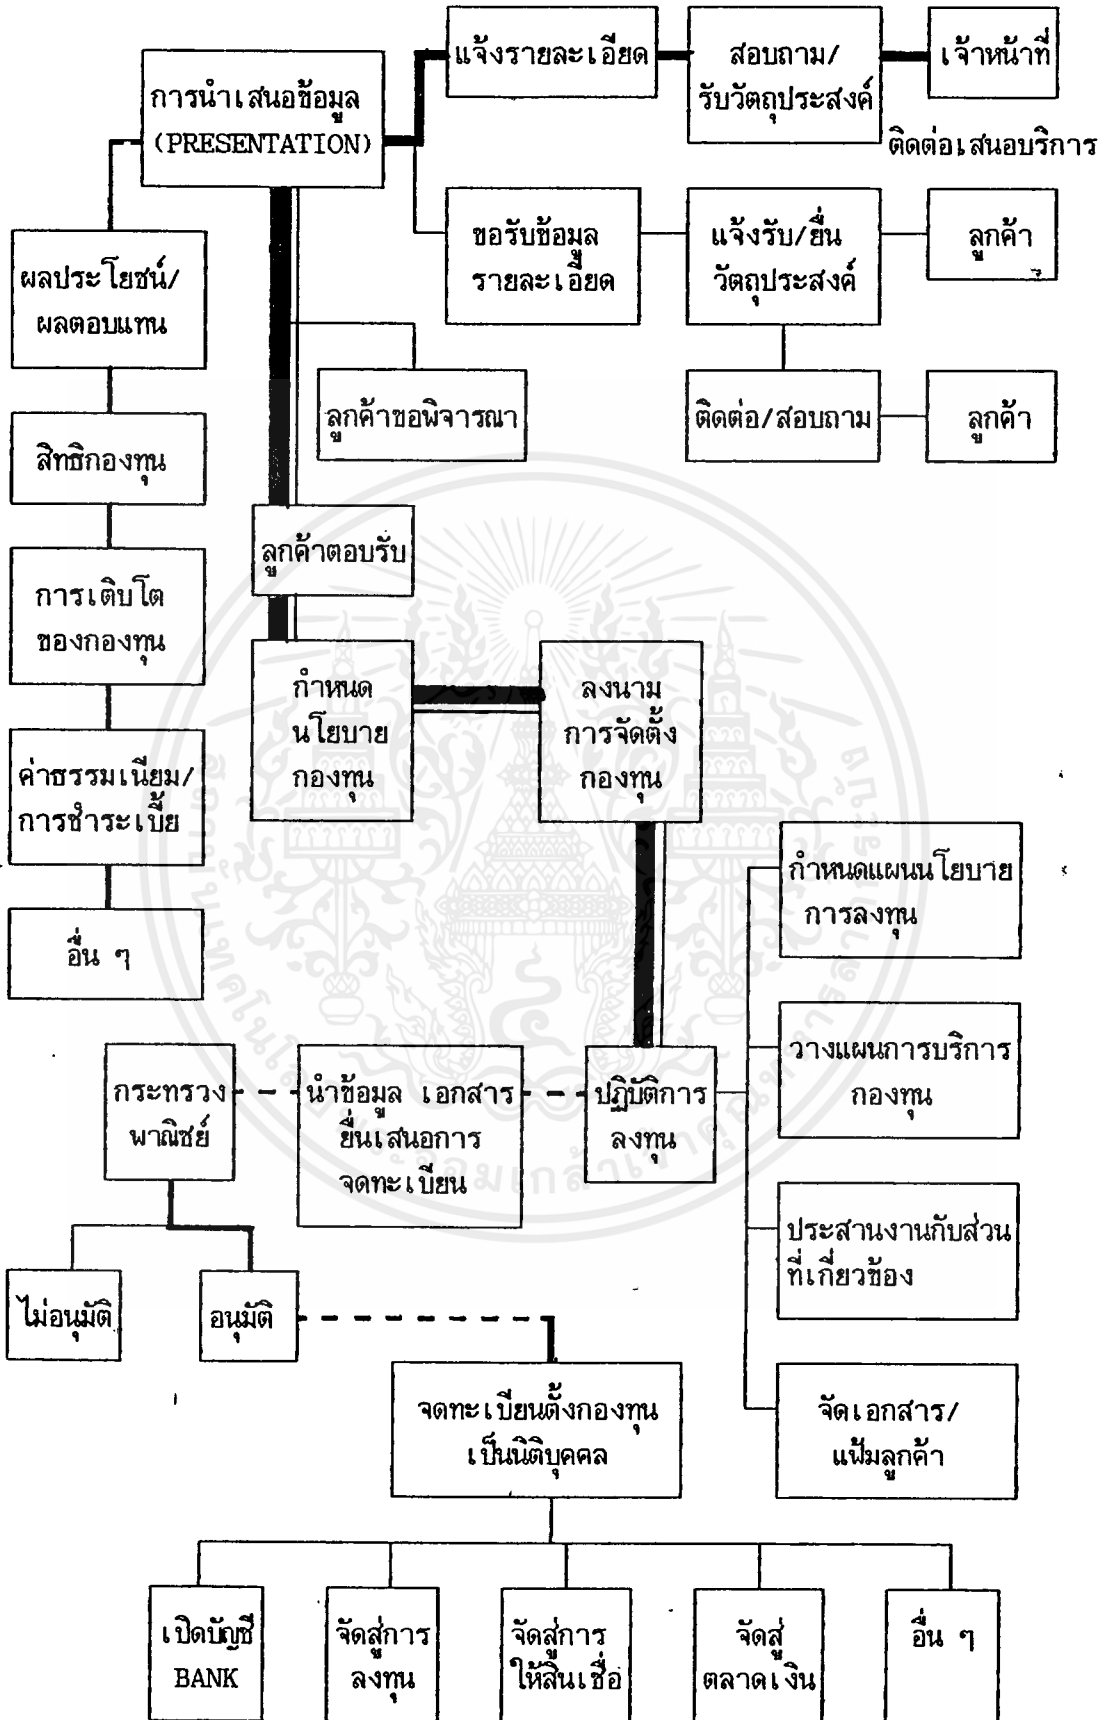 แจ้งรายละเอียด
สอบถาม/
รับวัตถุประสงค์
เจ้าหน้าที่
ติดต่อเสนอบริการ
การนำเสนอข้อมูล
(PRESENTATION)
ขอรับข้อมูล
รายละเอียด
แจ้งรับ/ยื่น
วัตถุประสงค์
ลูกค้า
ผลประโยชน์/
ผลตอบแทน
ลูกค้าขอพิจารณา
ติดต่อ/สอบถาม
ลูกค้า
สิทธิกองทุน
ลูกค้าตอบรับ
การเติบโต
ของกองทุน
กำหนด
นโยบาย
กองทุน
ลงนาม
การจัดตั้ง
กองทุน
ค่าธรรมเนียม/
การชำระเบี้ย
กำหนดแผนนโยบาย
การลงทุน
อื่น ๆ
วางแผนการบริการ
กองทุน
กระทรวง
พาณิชย์
นำข้อมูล เอกสาร
ยื่นเสนอการ
จดทะเบียน
ปฏิบัติการ
ลงทุน
ประสานงานกับส่วน
ที่เกี่ยวข้อง
ไม่อนุมัติ
อนุมัติ
จดทะเบียนตั้งกองทุน
เป็นนิติบุคคล
จัดเอกสาร/
แฟ้มลูกค้า
เปิดบัญชี
BANK
จัดสู่การ
ลงทุน
จัดสู่การ
ให้สินเชื่อ
จัดสู่
ตลาดเงิน
อื่น ๆ